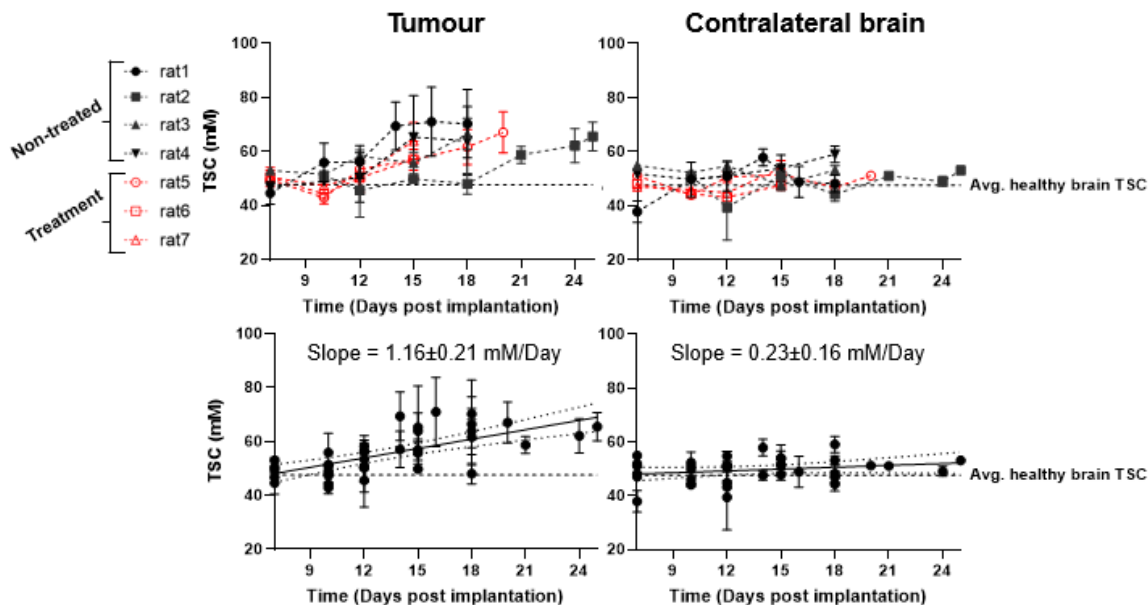 Tumour
Contralateral brain
Non-treated
rat1
rat2
rat3
rat4
Treatment
rat5
rat6
rat7
TSC (mM)
100
80
60
40
20
9 12 15 18 21 24
Time (Days post implantation)
100
80
60
40
20
9 12 15 18 21 24
Time (Days post implantation)
Avg. healthy brain TSC
TSC (mM)
100
80
60
40
20
Slope = 1.16±0.21 mM/Day
9 12 15 18 21 24
Time (Days post implantation)
100
80
60
40
20
Slope = 0.23±0.16 mM/Day
9 12 15 18 21 24
Time (Days post implantation)
Avg. healthy brain TSC